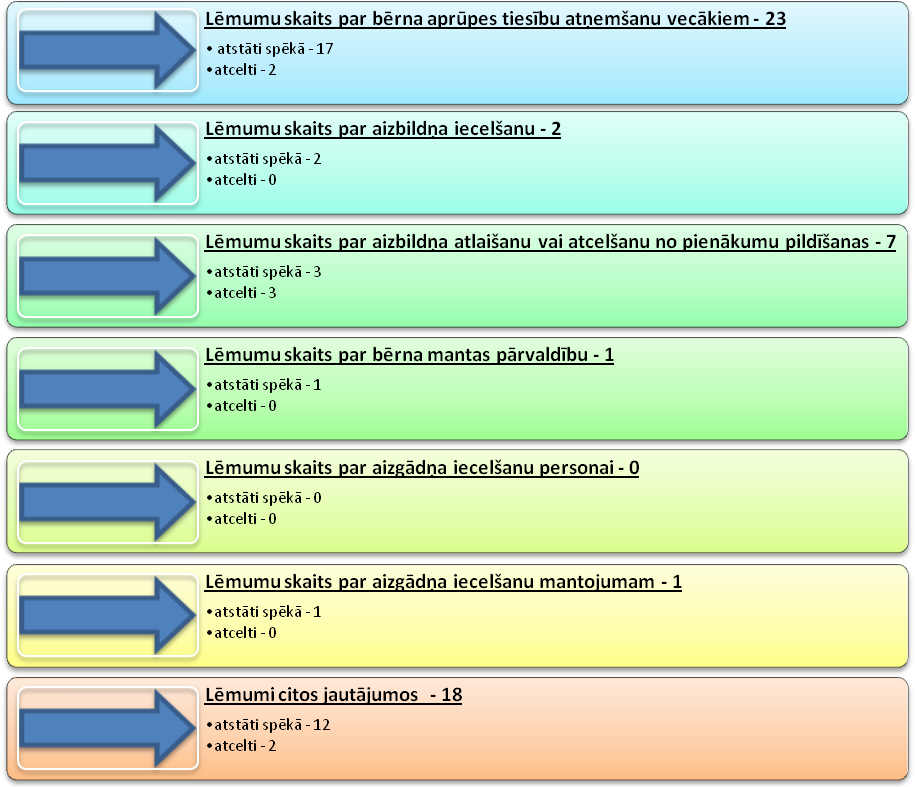 Lēmumu skaits par bērna aprūpes tiesību atņemšanu vecākiem - 23
• atstāti spēkā - 17
• atcelti - 2
Lēmumu skaits par aizbildņa iecelšanu - 2
• atstāti spēkā - 2
• atcelti - 0
Lēmumu skaits par aizbildņa atlaišanu vai atcelšanu no pienākumu pildīšanas - 7
• atstāti spēkā - 3
• atcelti - 3
Lēmumu skaits par bērna mantas pārvaldību - 1
• atstāti spēkā - 1
• atcelti - 0
Lēmumu skaits par aizgādņa iecelšanu personai - 0
• atstāti spēkā - 0
• atcelti - 0
Lēmumu skaits par aizgādņa iecelšanu mantojumam - 1
• atstāti spēkā - 1
• atcelti - 0
Lēmumi citos jautājumos - 18
• atstāti spēkā - 12
• atcelti - 2